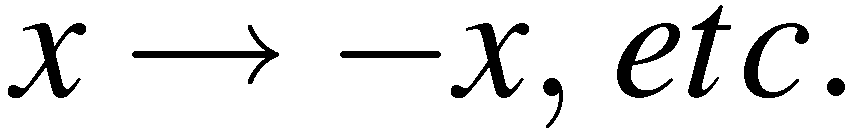 x ⟶ −x, etc.